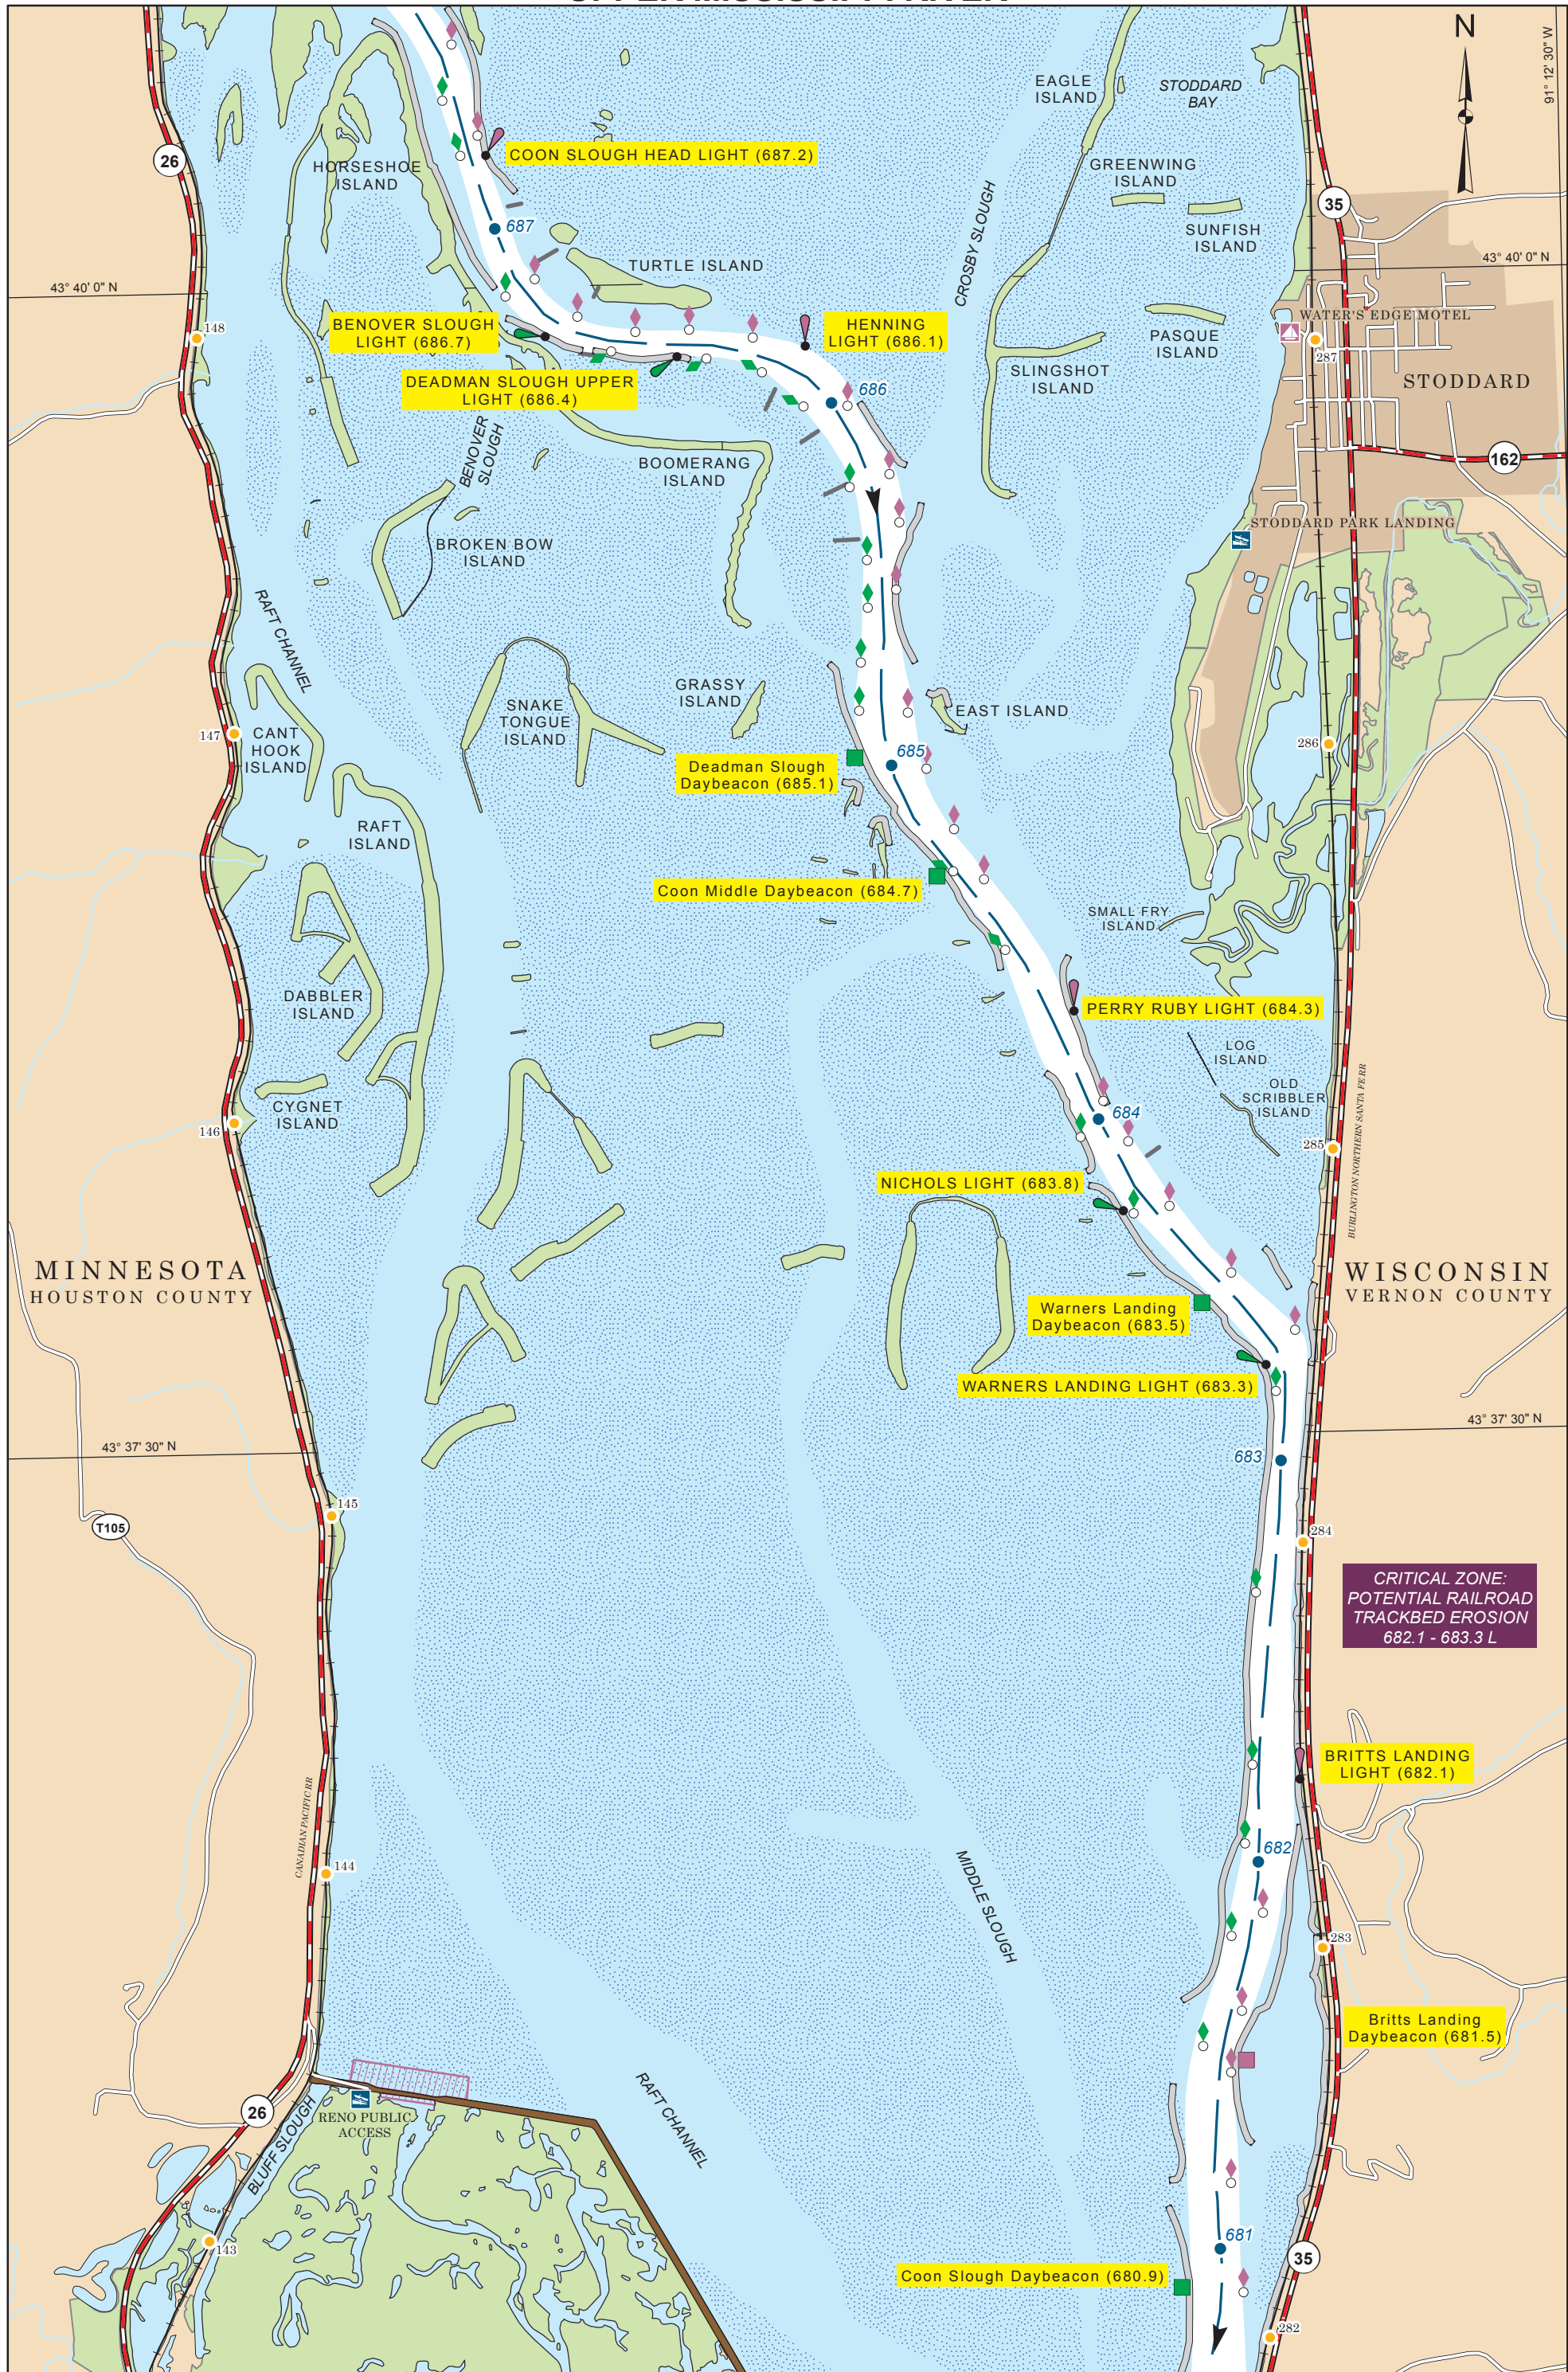 UPPER MISSISSIPPI RIVER
N
91° 12' 30" W
EAGLE
ISLAND
STODDARD
BAY
26
HORSESHOE
ISLAND
COON SLOUGH HEAD LIGHT (687.2)
GREENWING
ISLAND
35
687
CROSBY SLOUGH
SUNFISH
ISLAND
TURTLE ISLAND
43° 40' 0" N
43° 40' 0" N
148
BENOVER SLOUGH
LIGHT (686.7)
HENNING
LIGHT (686.1)
WATER'S EDGE MOTEL
PASQUE
ISLAND
287
DEADMAN SLOUGH UPPER
LIGHT (686.4)
686
SLINGSHOT
ISLAND
STODDARD
BENOVER
SLOUGH
BOOMERANG
ISLAND
162
STODDARD PARK LANDING
BROKEN BOW
ISLAND
RAFT CHANNEL
GRASSY
ISLAND
SNAKE
TONGUE
ISLAND
EAST ISLAND
147
CANT
HOOK
ISLAND
685
286
Deadman Slough
Daybeacon (685.1)
RAFT
ISLAND
Coon Middle Daybeacon (684.7)
SMALL FRY
ISLAND
DABBLER
ISLAND
PERRY RUBY LIGHT (684.3)
LOG
ISLAND
OLD
SCRIBBLER
ISLAND
CYGNET
ISLAND
146
684
285
BURLINGTON NORTHERN SANTA FE RR
NICHOLS LIGHT (683.8)
MINNESOTA
HOUSTON COUNTY
WISCONSIN
VERNON COUNTY
Warners Landing
Daybeacon (683.5)
WARNERS LANDING LIGHT (683.3)
43° 37' 30" N
43° 37' 30" N
683
145
T105
284
CRITICAL ZONE:
POTENTIAL RAILROAD
TRACKBED EROSION
682.1 - 683.3 L
BRITTS LANDING
LIGHT (682.1)
CANADIAN PACIFIC RR
144
682
MIDDLE SLOUGH
283
Britts Landing
Daybeacon (681.5)
26
RENO PUBLIC
ACCESS
BLUFF SLOUGH
RAFT CHANNEL
143
681
35
Coon Slough Daybeacon (680.9)
282